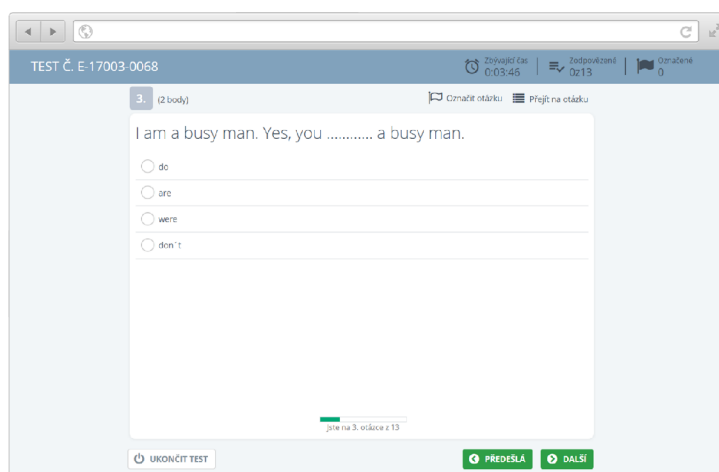 TEST Č. E-17003-0068
Zbývající čas
0:03:46
Zodpovězené
0z13
Označené
0
3. (2 body)
Označit otázku
Přejít na otázku
I am a busy man. Yes, you ............ a busy man.
do
are
were
don´t
Jste na 3. otázce z 13
UKONČIT TEST
PŘEDEŠLÁ
DALŠÍ